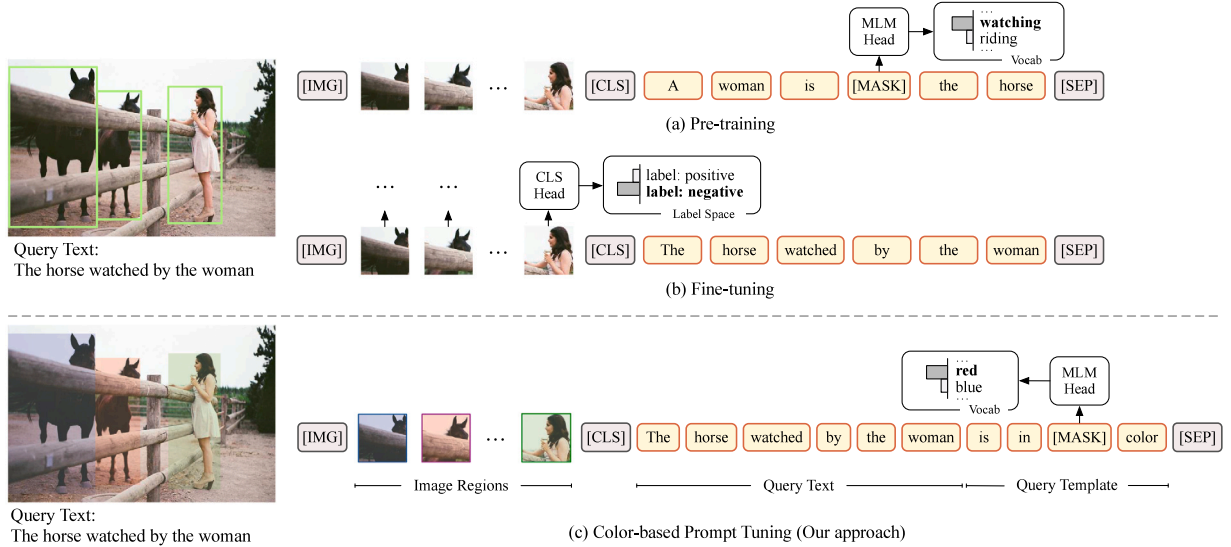 Query Text:
The horse watched by the woman
[IMG] ... [CLS] A woman is [MASK] the horse [SEP]
MLM
Head
...
watching
riding
...
Vocab
(a) Pre-training
... ... CLS
Head
label: positive
label: negative
Label Space
[IMG] ... [CLS] The horse watched by the woman [SEP]
(b) Fine-tuning
Query Text:
The horse watched by the woman
...
red
blue
...
Vocab
MLM
Head
[IMG] ... [CLS] The horse watched by the woman is in [MASK] color [SEP]
Image Regions Query Text Query Template
(c) Color-based Prompt Tuning (Our approach)